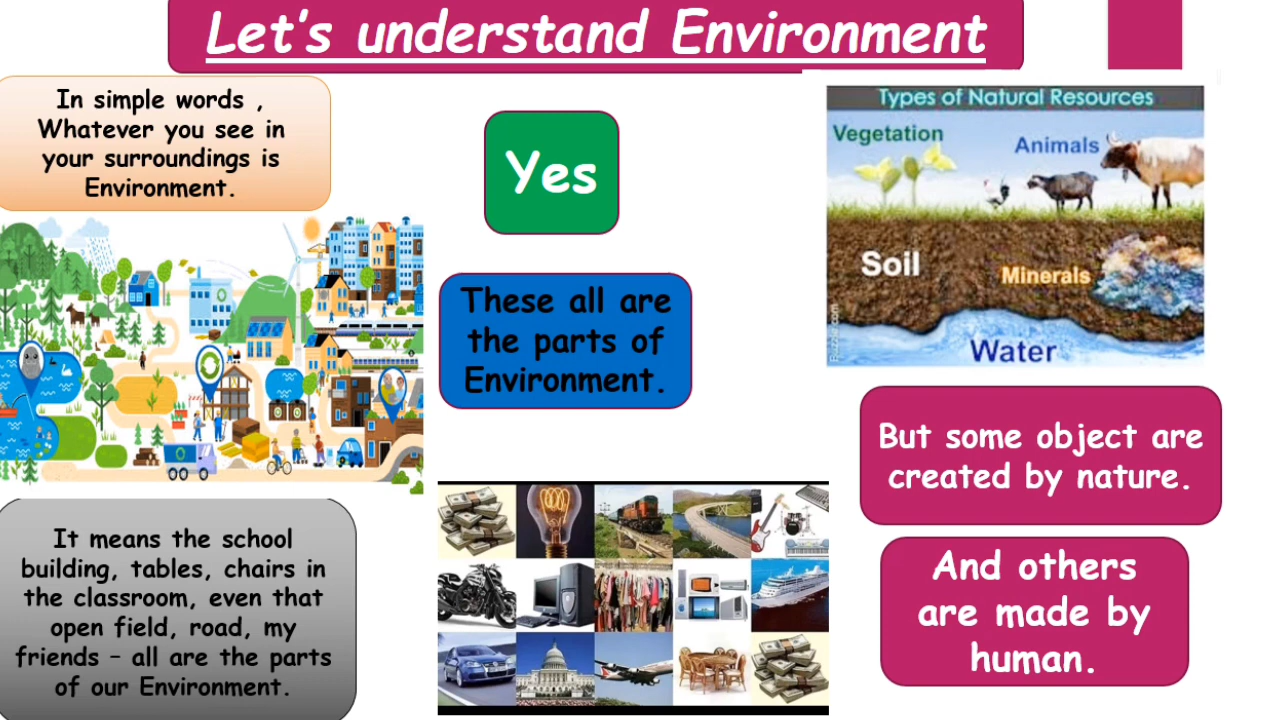 Let's understand Environment
In simple words ,
Whatever you see in
your surroundings is
Environment.
Yes
These all are
the parts of
Environment.
It means the school
building, tables, chairs in
the classroom, even that
open field, road, my
friends – all are the parts
of our Environment.
Types of Natural Resources
Vegetation
Animals
Soil
Minerals
Water
But some object are
created by nature.
And others
are made by
human.